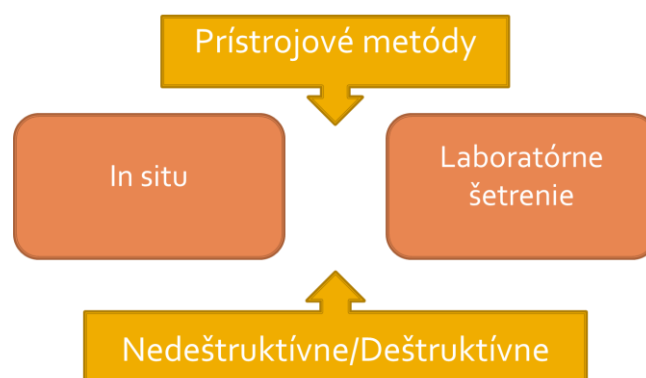 Prístrojové metódy
In situ
Laboratórne
šetrenie
Nedeštruktívne/Deštruktívne